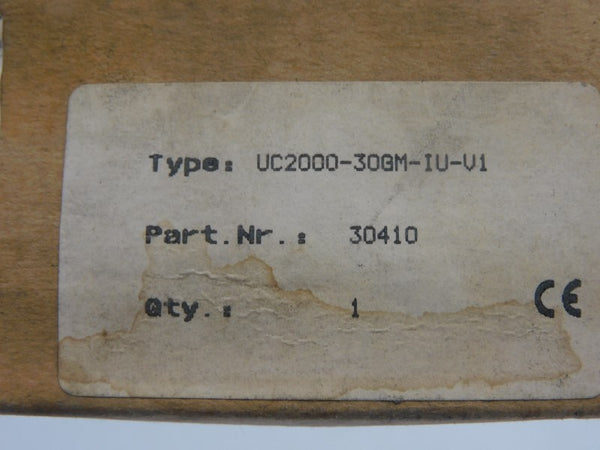 Type: UC2000-30GM-IU-V1
Part.Nr.: 30410
Qty.: 1
CE